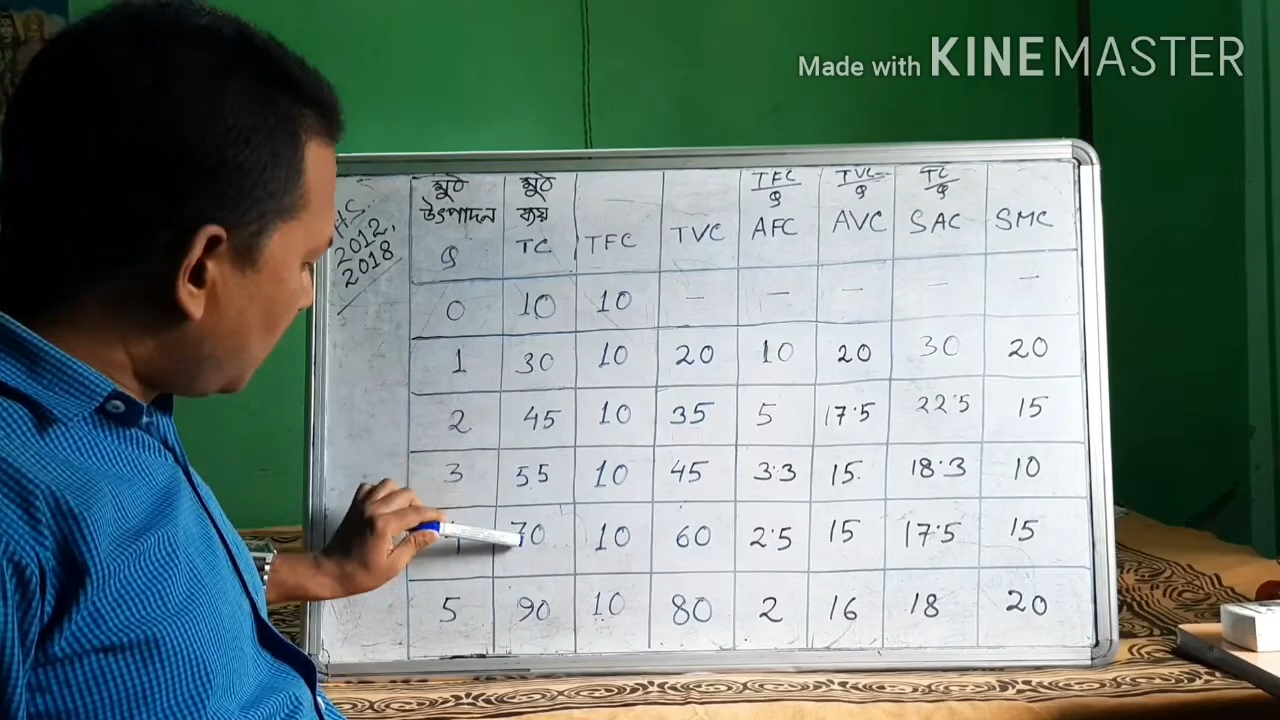 Made with KINEMASTER
H.S.
2012,
2018
মুঠ উৎপাদন Q | মুঠ ব্যয় TC | TFC | TVC | TFC/Q AFC | TVC/Q AVC | TC/Q SAC | SMC
0 10 10 — — — — —
1 30 10 20 10 20 30 20
2 45 10 35 5 17.5 22.5 15
3 55 10 45 3.3 15 18.3 10
70 10 60 2.5 15 17.5 15
5 90 10 80 2 16 18 20